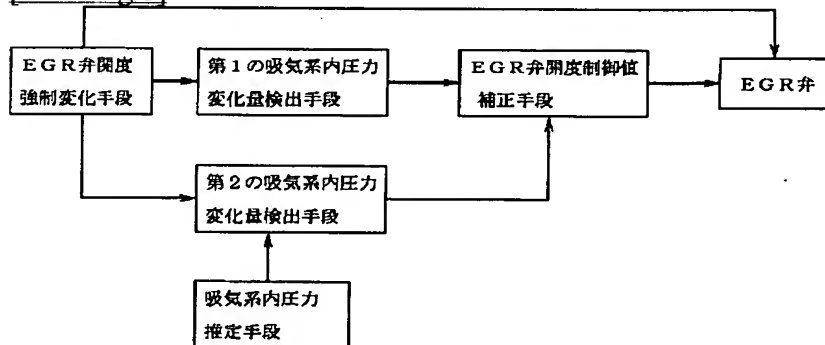 EGR弁開度
強制変化手段
第1の吸気系内圧力
変化量検出手段
EGR弁開度制御値
補正手段
EGR弁
第2の吸気系内圧力
変化量検出手段
吸気系内圧力
推定手段